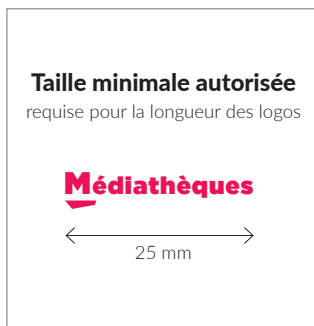 Taille minimale autorisée
requise pour la longueur des logos
Médiathèques
25 mm